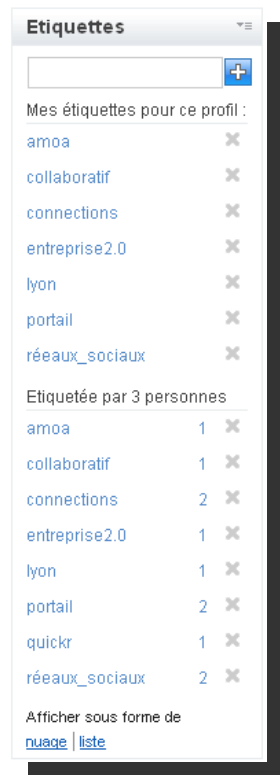 Etiquettes
Mes étiquettes pour ce profil :
amoa
collaboratif
connections
entreprise2.0
lyon
portail
réeaux_sociaux
Etiquetée par 3 personnes
amoa 1
collaboratif 1
connections 2
entreprise2.0 1
lyon 1
portail 2
quickr 1
réeaux_sociaux 2
Afficher sous forme de
nuage | liste